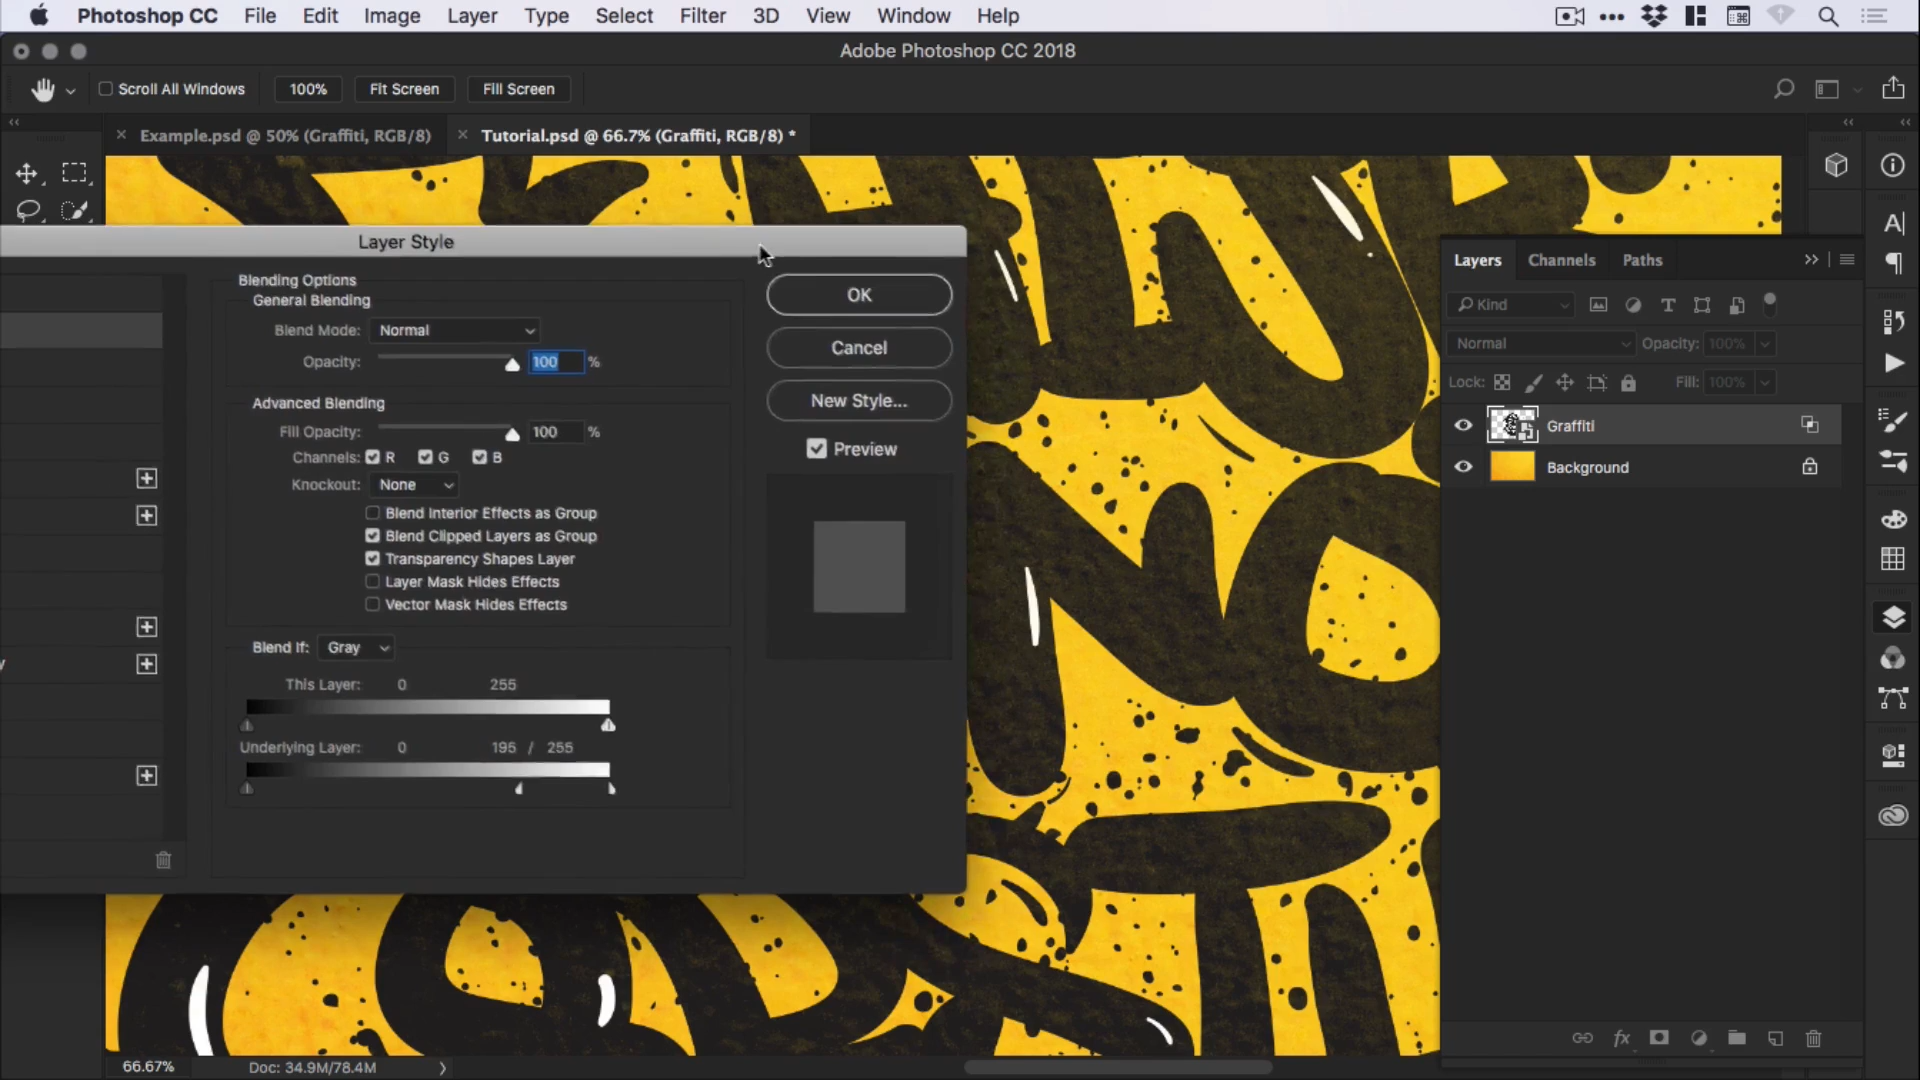 Photoshop CC File Edit Image Layer Type Select Filter 3D View Window Help
Adobe Photoshop CC 2018
Scroll All Windows 100% Fit Screen Fill Screen
Example.psd @ 50% (Graffiti, RGB/8) Tutorial.psd @ 66.7% (Graffiti, RGB/8) *
Layer Style
Blending Options
General Blending
Blend Mode: Normal
Opacity: 100 %
Advanced Blending
Fill Opacity: 100 %
Channels: R G B
Knockout: None
Blend Interior Effects as Group
Blend Clipped Layers as Group
Transparency Shapes Layer
Layer Mask Hides Effects
Vector Mask Hides Effects
Blend If: Gray
This Layer: 0 255
Underlying Layer: 0 195 / 255
OK
Cancel
New Style...
Preview
Layers Channels Paths
Kind
Normal Opacity: 100%
Lock: Fill: 100%
Graffiti
Background
66.67% Doc: 34.9M/78.4M